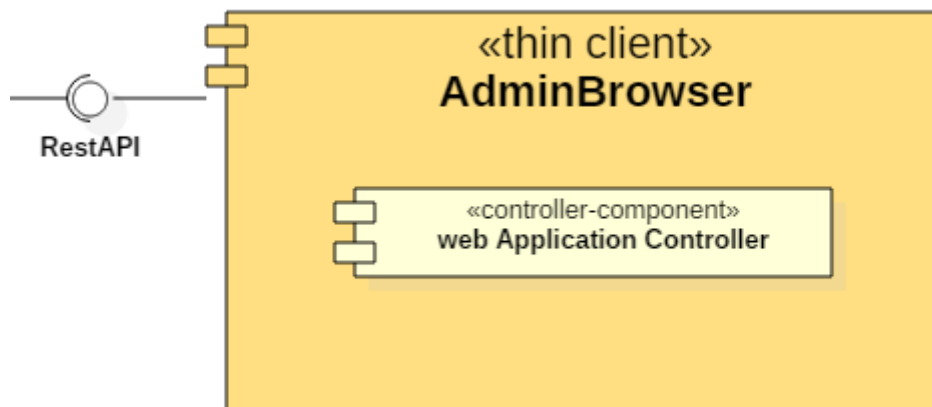 «thin client»
AdminBrowser
RestAPI
«controller-component»
web Application Controller